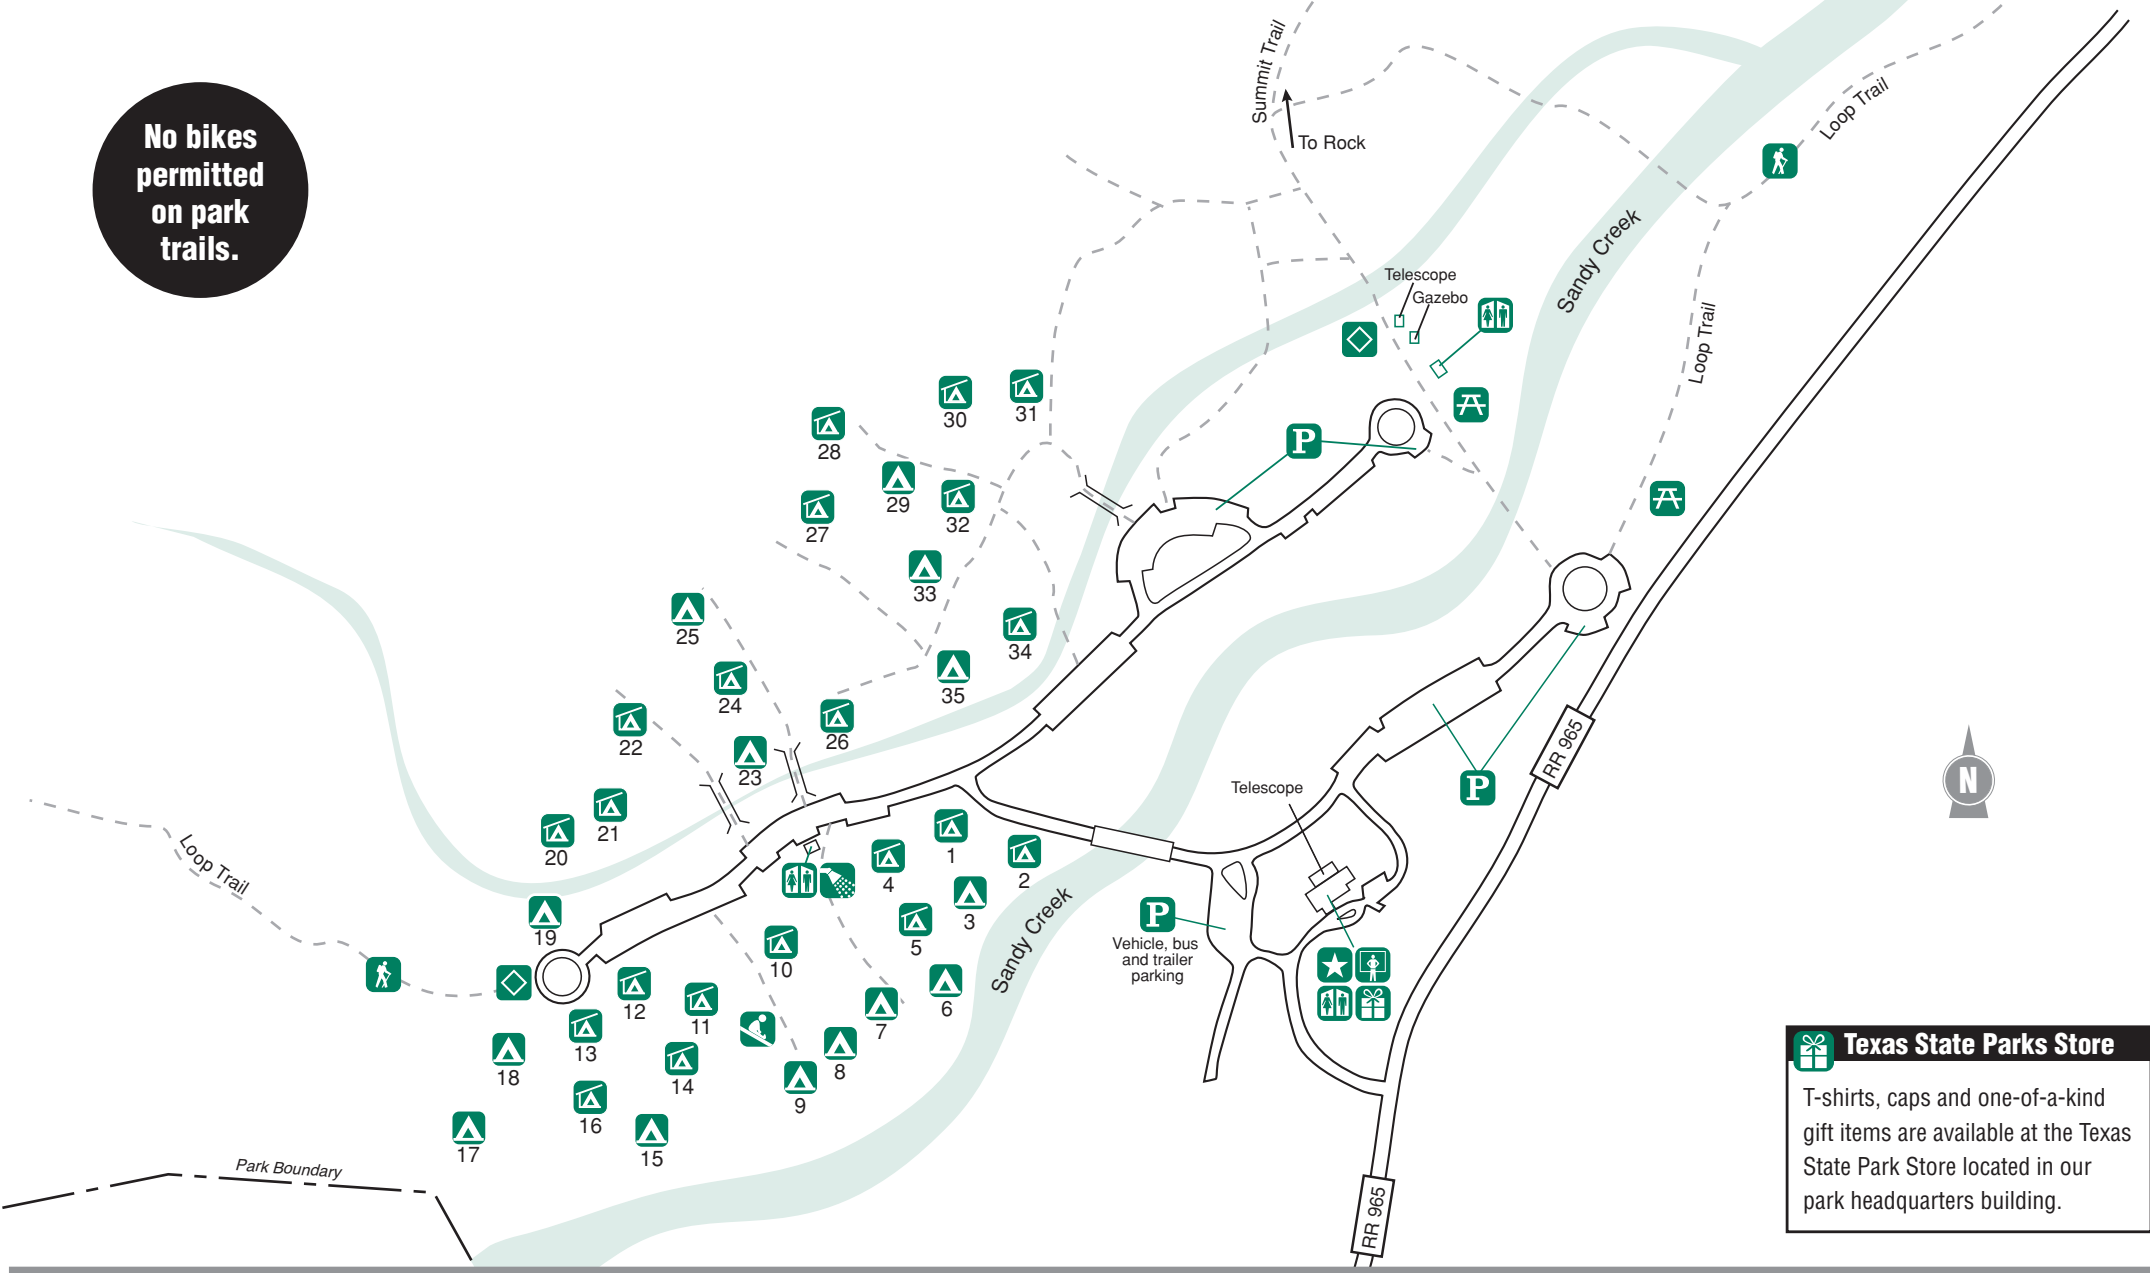 No bikes
permitted
on park
trails.
Summit Trail
To Rock
Loop Trail
Sandy Creek
Loop Trail
Telescope
Gazebo
P
30
31
28
29
32
27
33
25
34
35
24
22
26
23
21
20
19
1
2
4
3
5
10
6
7
12
11
13
8
18
14
9
16
15
17
Loop Trail
Sandy Creek
Telescope
P
Vehicle, bus
and trailer
parking
P
RR 965
RR 965
N
Park Boundary
Texas State Parks Store
T-shirts, caps and one-of-a-kind
gift items are available at the Texas
State Park Store located in our
park headquarters building.